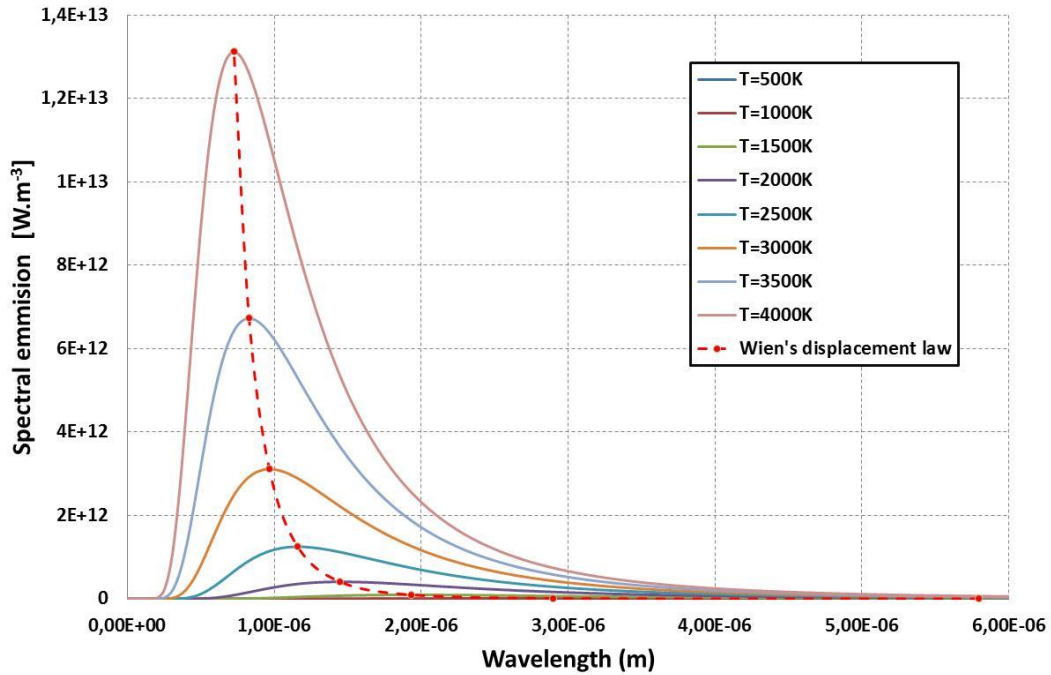 1,4E+13
1,2E+13
1E+13
8E+12
6E+12
4E+12
2E+12
0
Spectral emmision [W.m-3]
0,00E+00 1,00E-06 2,00E-06 3,00E-06 4,00E-06 5,00E-06 6,00E-06
Wavelength (m)
T=500K
T=1000K
T=1500K
T=2000K
T=2500K
T=3000K
T=3500K
T=4000K
Wien's displacement law